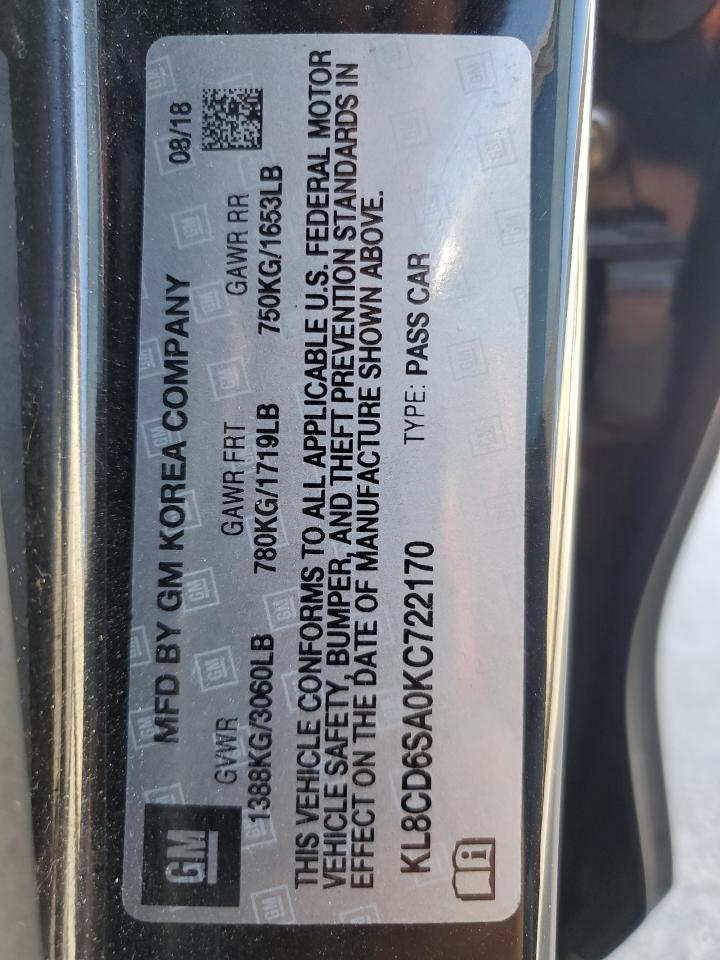 GM
MFD BY GM KOREA COMPANY 08/18
GVWR GAWR FRT GAWR RR
1388KG/3060LB 780KG/1719LB 750KG/1653LB
THIS VEHICLE CONFORMS TO ALL APPLICABLE U.S. FEDERAL MOTOR
VEHICLE SAFETY, BUMPER, AND THEFT PREVENTION STANDARDS IN
EFFECT ON THE DATE OF MANUFACTURE SHOWN ABOVE.
KL8CD6SA0KC722170 TYPE: PASS CAR